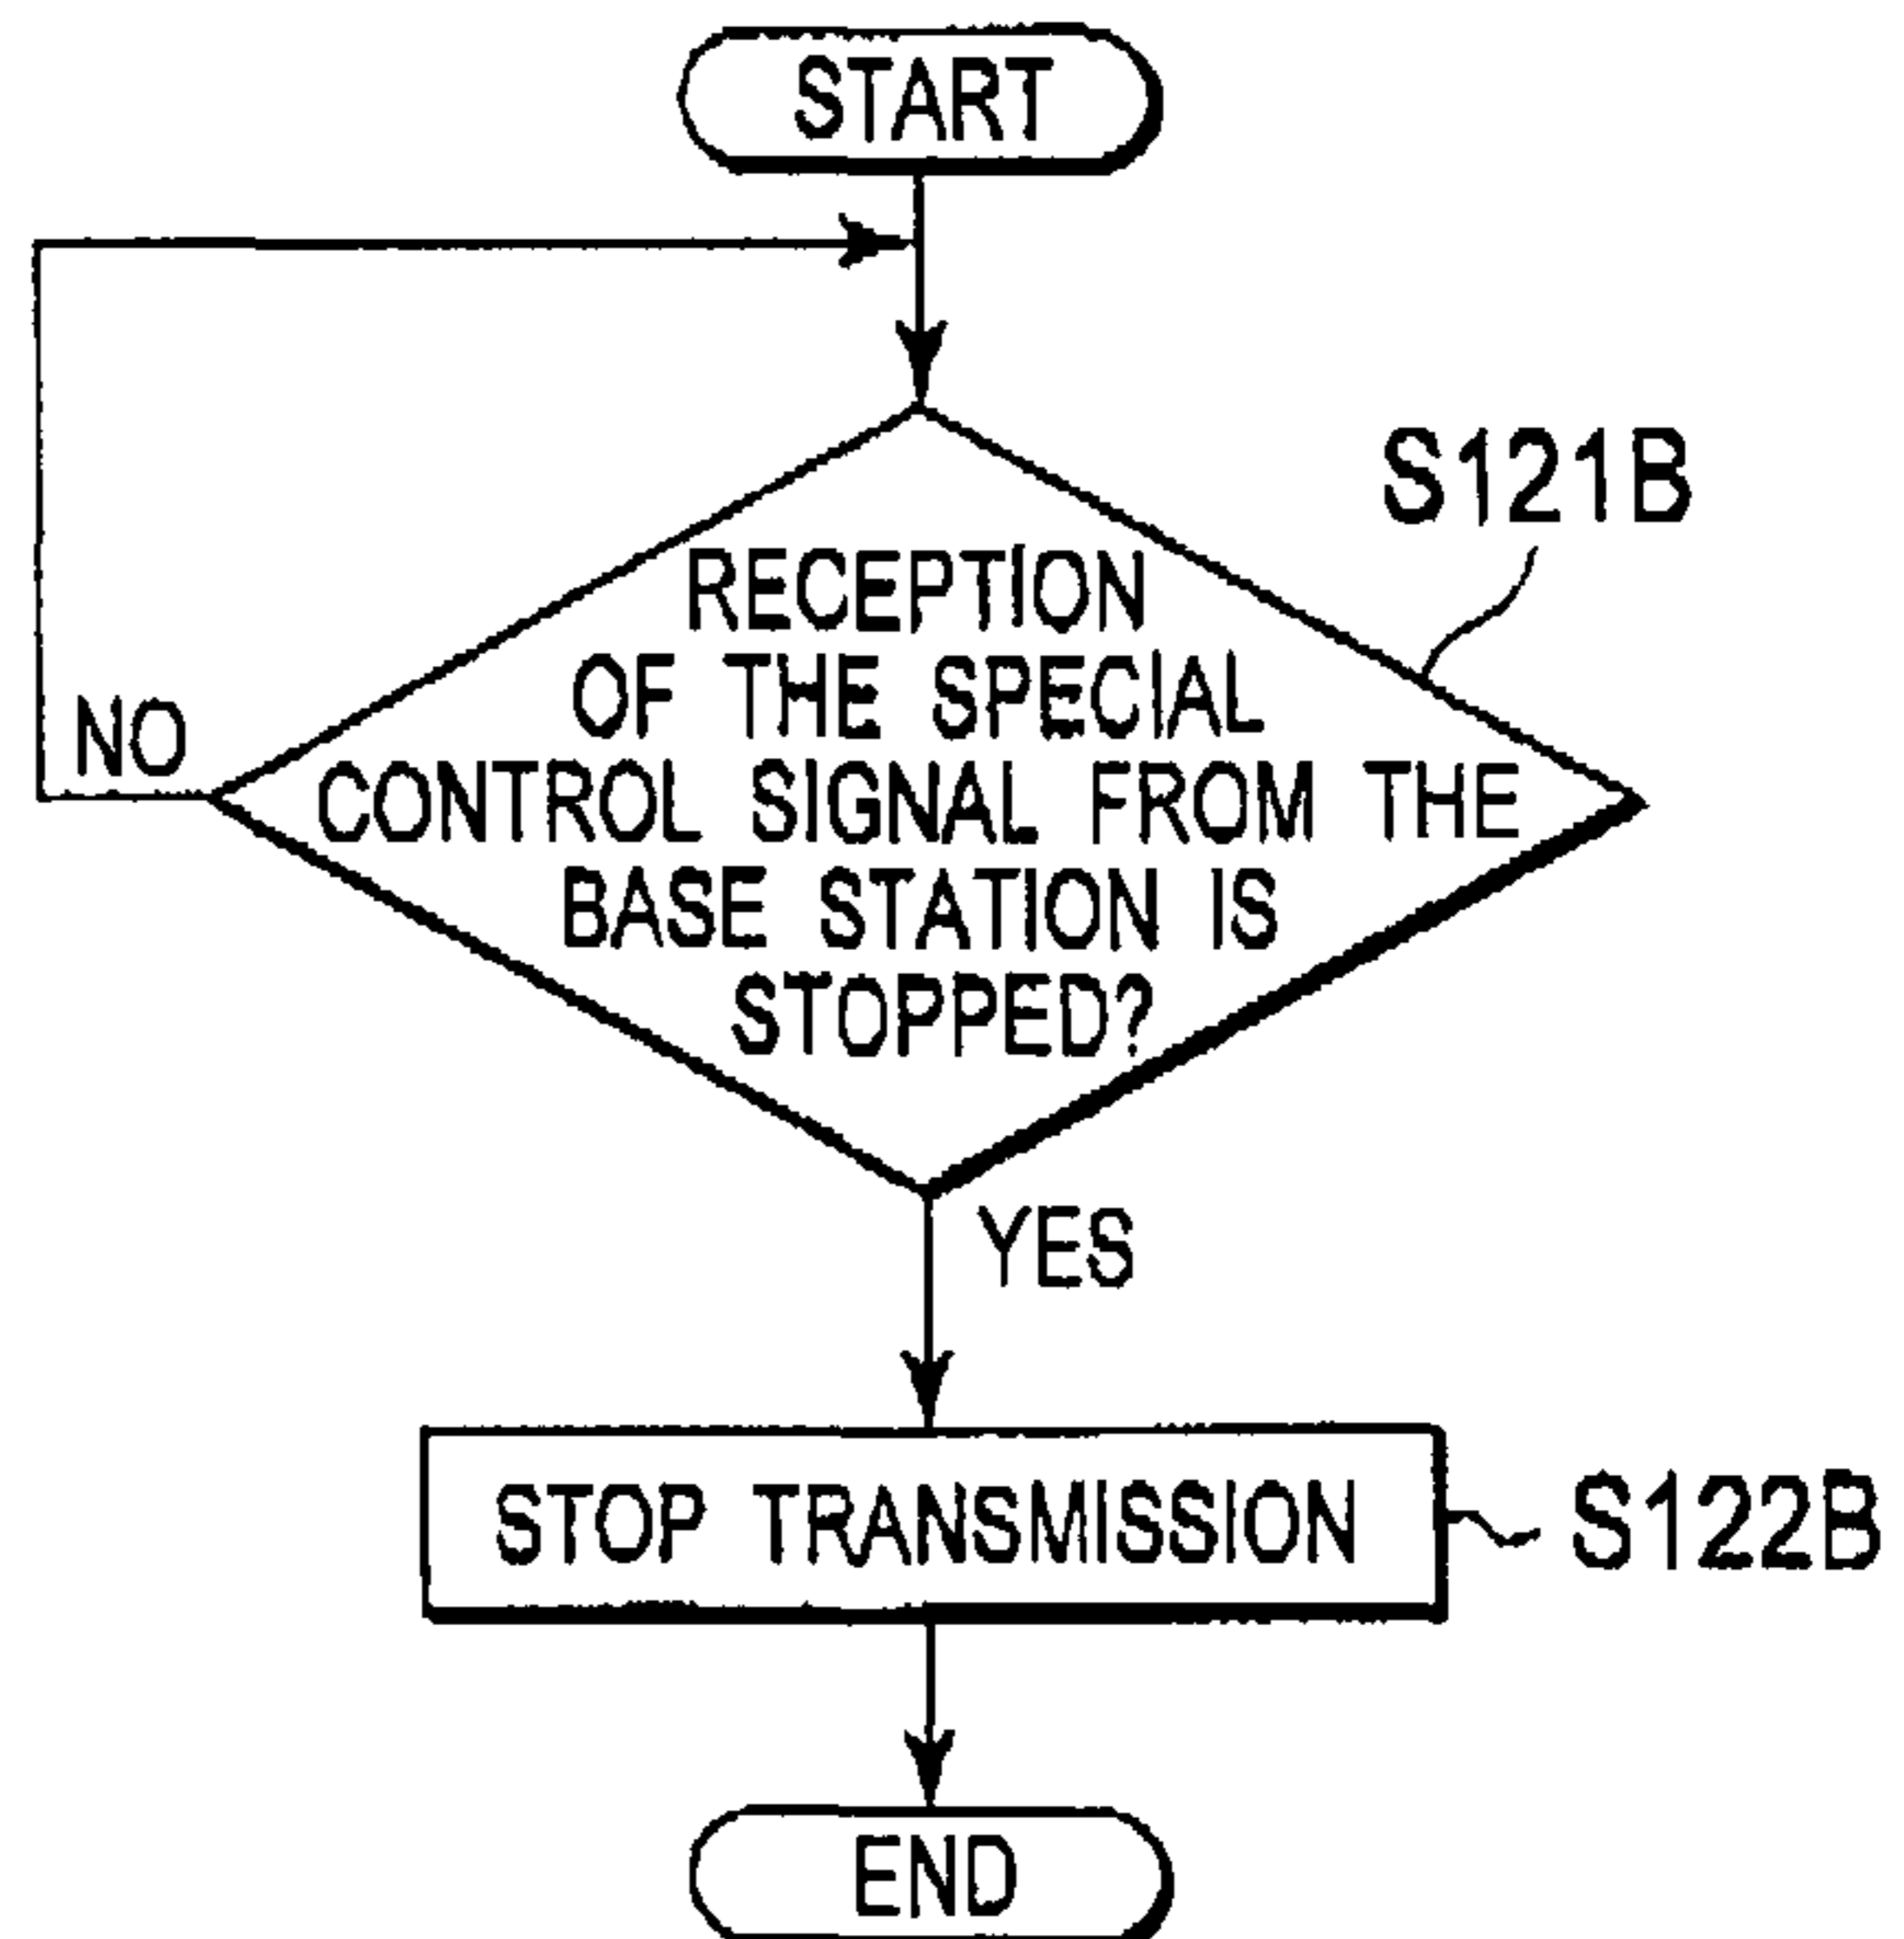 START
S121B
RECEPTION
OF THE SPECIAL
CONTROL SIGNAL FROM THE
BASE STATION IS
STOPPED?
NO
YES
STOP TRANSMISSION
S122B
END